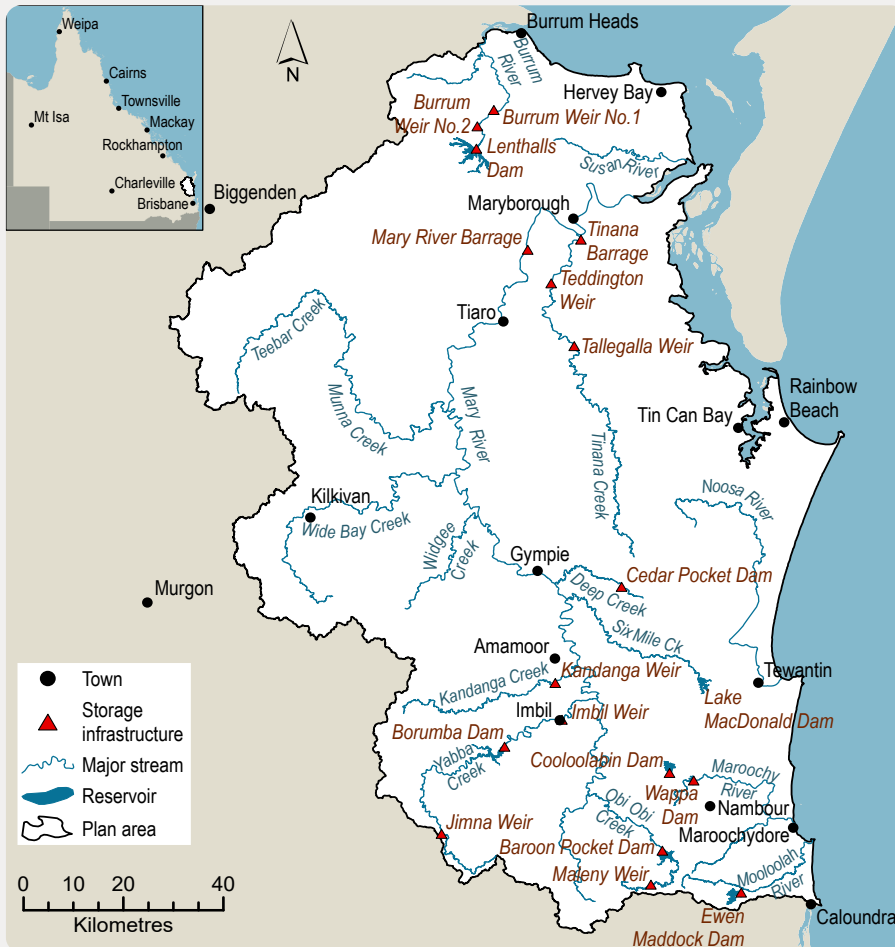 Weipa
Cairns
Townsville
Mt Isa
Mackay
Rockhampton
Charleville
Brisbane
N
Burrum Heads
Burrum
River
Hervey Bay
Burrum
Weir No.2
Burrum Weir No.1
Lenthalls
Dam
Susan River
Biggenden
Maryborough
Mary River Barrage
Tinana
Barrage
Teddington
Weir
Tiaro
Teebar Creek
Tallegalla Weir
Munna Creek
Mary
River
Rainbow
Beach
Tin Can Bay
Tinana Creek
Noosa River
Kilkivan
Wide Bay Creek
Widgee
Creek
Gympie
Cedar Pocket Dam
Deep Creek
Murgon
Six Mile Ck
Amamoor
Kandanga Weir
Kandanga Creek
Tewantin
Lake
MacDonald Dam
Imbil
Imbil Weir
Borumba Dam
Yabba
Creek
Cooloolabin Dam
Maroochy
River
Wappa
Dam
Nambour
Obi Obi
Creek
Maroochydore
Jimna Weir
Baroon Pocket Dam
Maleny Weir
Mooloolah
River
Ewen
Maddock Dam
Caloundra
Town
Storage
infrastructure
Major stream
Reservoir
Plan area
0 10 20 30 40
Kilometres